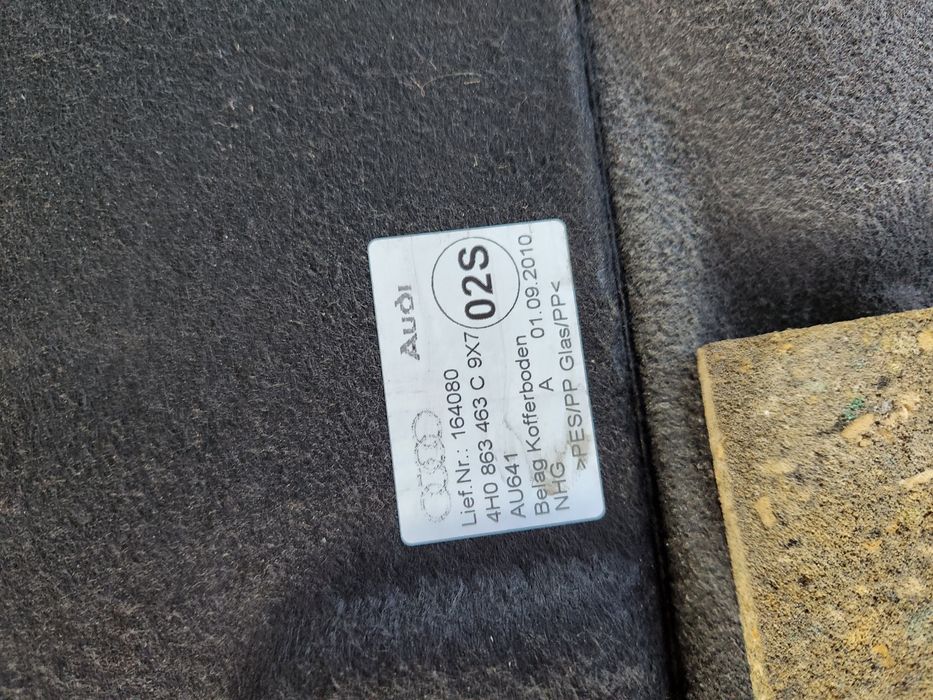 Audi
Lief.Nr.: 164080
4H0 863 463 C 9X7
02S
AU641
Belag Kofferboden
NHG A 01.09.2010
>PES/PP Glas/PP<